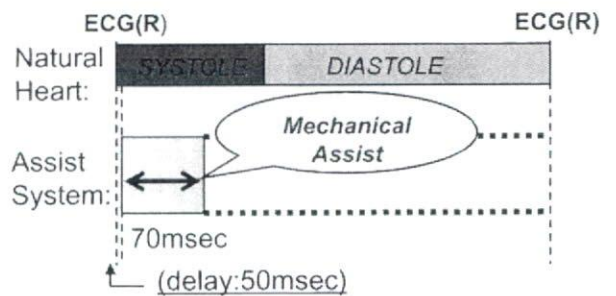 ECG(R) ECG(R)
Natural Heart: SYSTOLE DIASTOLE
Mechanical Assist
Assist System:
70msec
(delay:50msec)